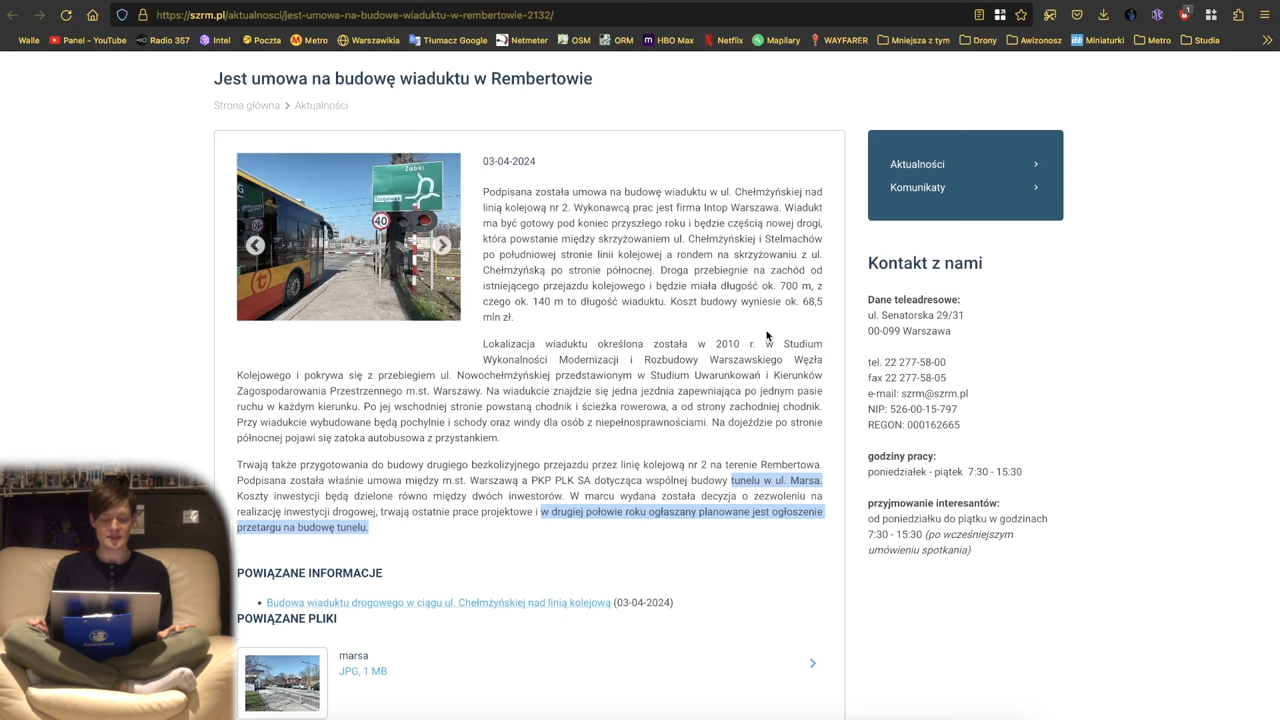 https://szrm.pl/aktualnosci/jest-umowa-na-budowe-wiaduktu-w-rembertowie-2132/
Walle Panel - YouTube Radio 357 Intel Poczta Metro Warszawikia Tłumacz Google Netmeter OSM ORM HBO Max Netflix Mapilary WAYFARER Mniejsza z tym Drony Awizonosz Miniaturki Metro Studia
Jest umowa na budowę wiaduktu w Rembertowie
Strona główna Aktualności
Ząbki
Targówek
40
03-04-2024
Podpisana została umowa na budowę wiaduktu w ul. Chełmżyńskiej nad
linią kolejową nr 2. Wykonawcą prac jest firma Intop Warszawa. Wiadukt
ma być gotowy pod koniec przyszłego roku i będzie częścią nowej drogi,
która powstanie między skrzyżowaniem ul. Chełmżyńskiej i Stelmachów
po południowej stronie linii kolejowej a rondem na skrzyżowaniu z ul.
Chełmżyńską po stronie północnej. Droga przebiegnie na zachód od
istniejącego przejazdu kolejowego i będzie miała długość ok. 700 m, z
czego ok. 140 m to długość wiaduktu. Koszt budowy wyniesie ok. 68,5
mln zł.
Lokalizacja wiaduktu określona została w 2010 r. w Studium
Wykonalności Modernizacji i Rozbudowy Warszawskiego Węzła
Kolejowego i pokrywa się z przebiegiem ul. Nowochełmżyńskiej przedstawionym w Studium Uwarunkowań i Kierunków
Zagospodarowania Przestrzennego m.st. Warszawy. Na wiadukcie znajdzie się jedna jezdnia zapewniająca po jednym pasie
ruchu w każdym kierunku. Po jej wschodniej stronie powstaną chodnik i ścieżka rowerowa, a od strony zachodniej chodnik.
Przy wiadukcie wybudowane będą pochylnie i schody oraz windy dla osób z niepełnosprawnościami. Na dojeździe po stronie
północnej pojawi się zatoka autobusowa z przystankiem.
Trwają także przygotowania do budowy drugiego bezkolizyjnego przejazdu przez linię kolejową nr 2 na terenie Rembertowa.
Podpisana została właśnie umowa między m.st. Warszawą a PKP PLK SA dotycząca wspólnej budowy tunelu w ul. Marsa.
Koszty inwestycji będą dzielone równo między dwóch inwestorów. W marcu wydana została decyzja o zezwoleniu na
realizację inwestycji drogowej, trwają ostatnie prace projektowe i w drugiej połowie roku ogłaszany planowane jest ogłoszenie
przetargu na budowę tunelu.
POWIĄZANE INFORMACJE
• Budowa wiaduktu drogowego w ciągu ul. Chełmżyńskiej nad linią kolejową (03-04-2024)
POWIĄZANE PLIKI
marsa
JPG, 1 MB
Aktualności
Komunikaty
Kontakt z nami
Dane teleadresowe:
ul. Senatorska 29/31
00-099 Warszawa
tel. 22 277-58-00
fax 22 277-58-05
e-mail: szrm@szrm.pl
NIP: 526-00-15-797
REGON: 000162665
godziny pracy:
poniedziałek - piątek 7:30 - 15:30
przyjmowanie interesantów:
od poniedziałku do piątku w godzinach
7:30 - 15:30 (po wcześniejszym
umówieniu spotkania)